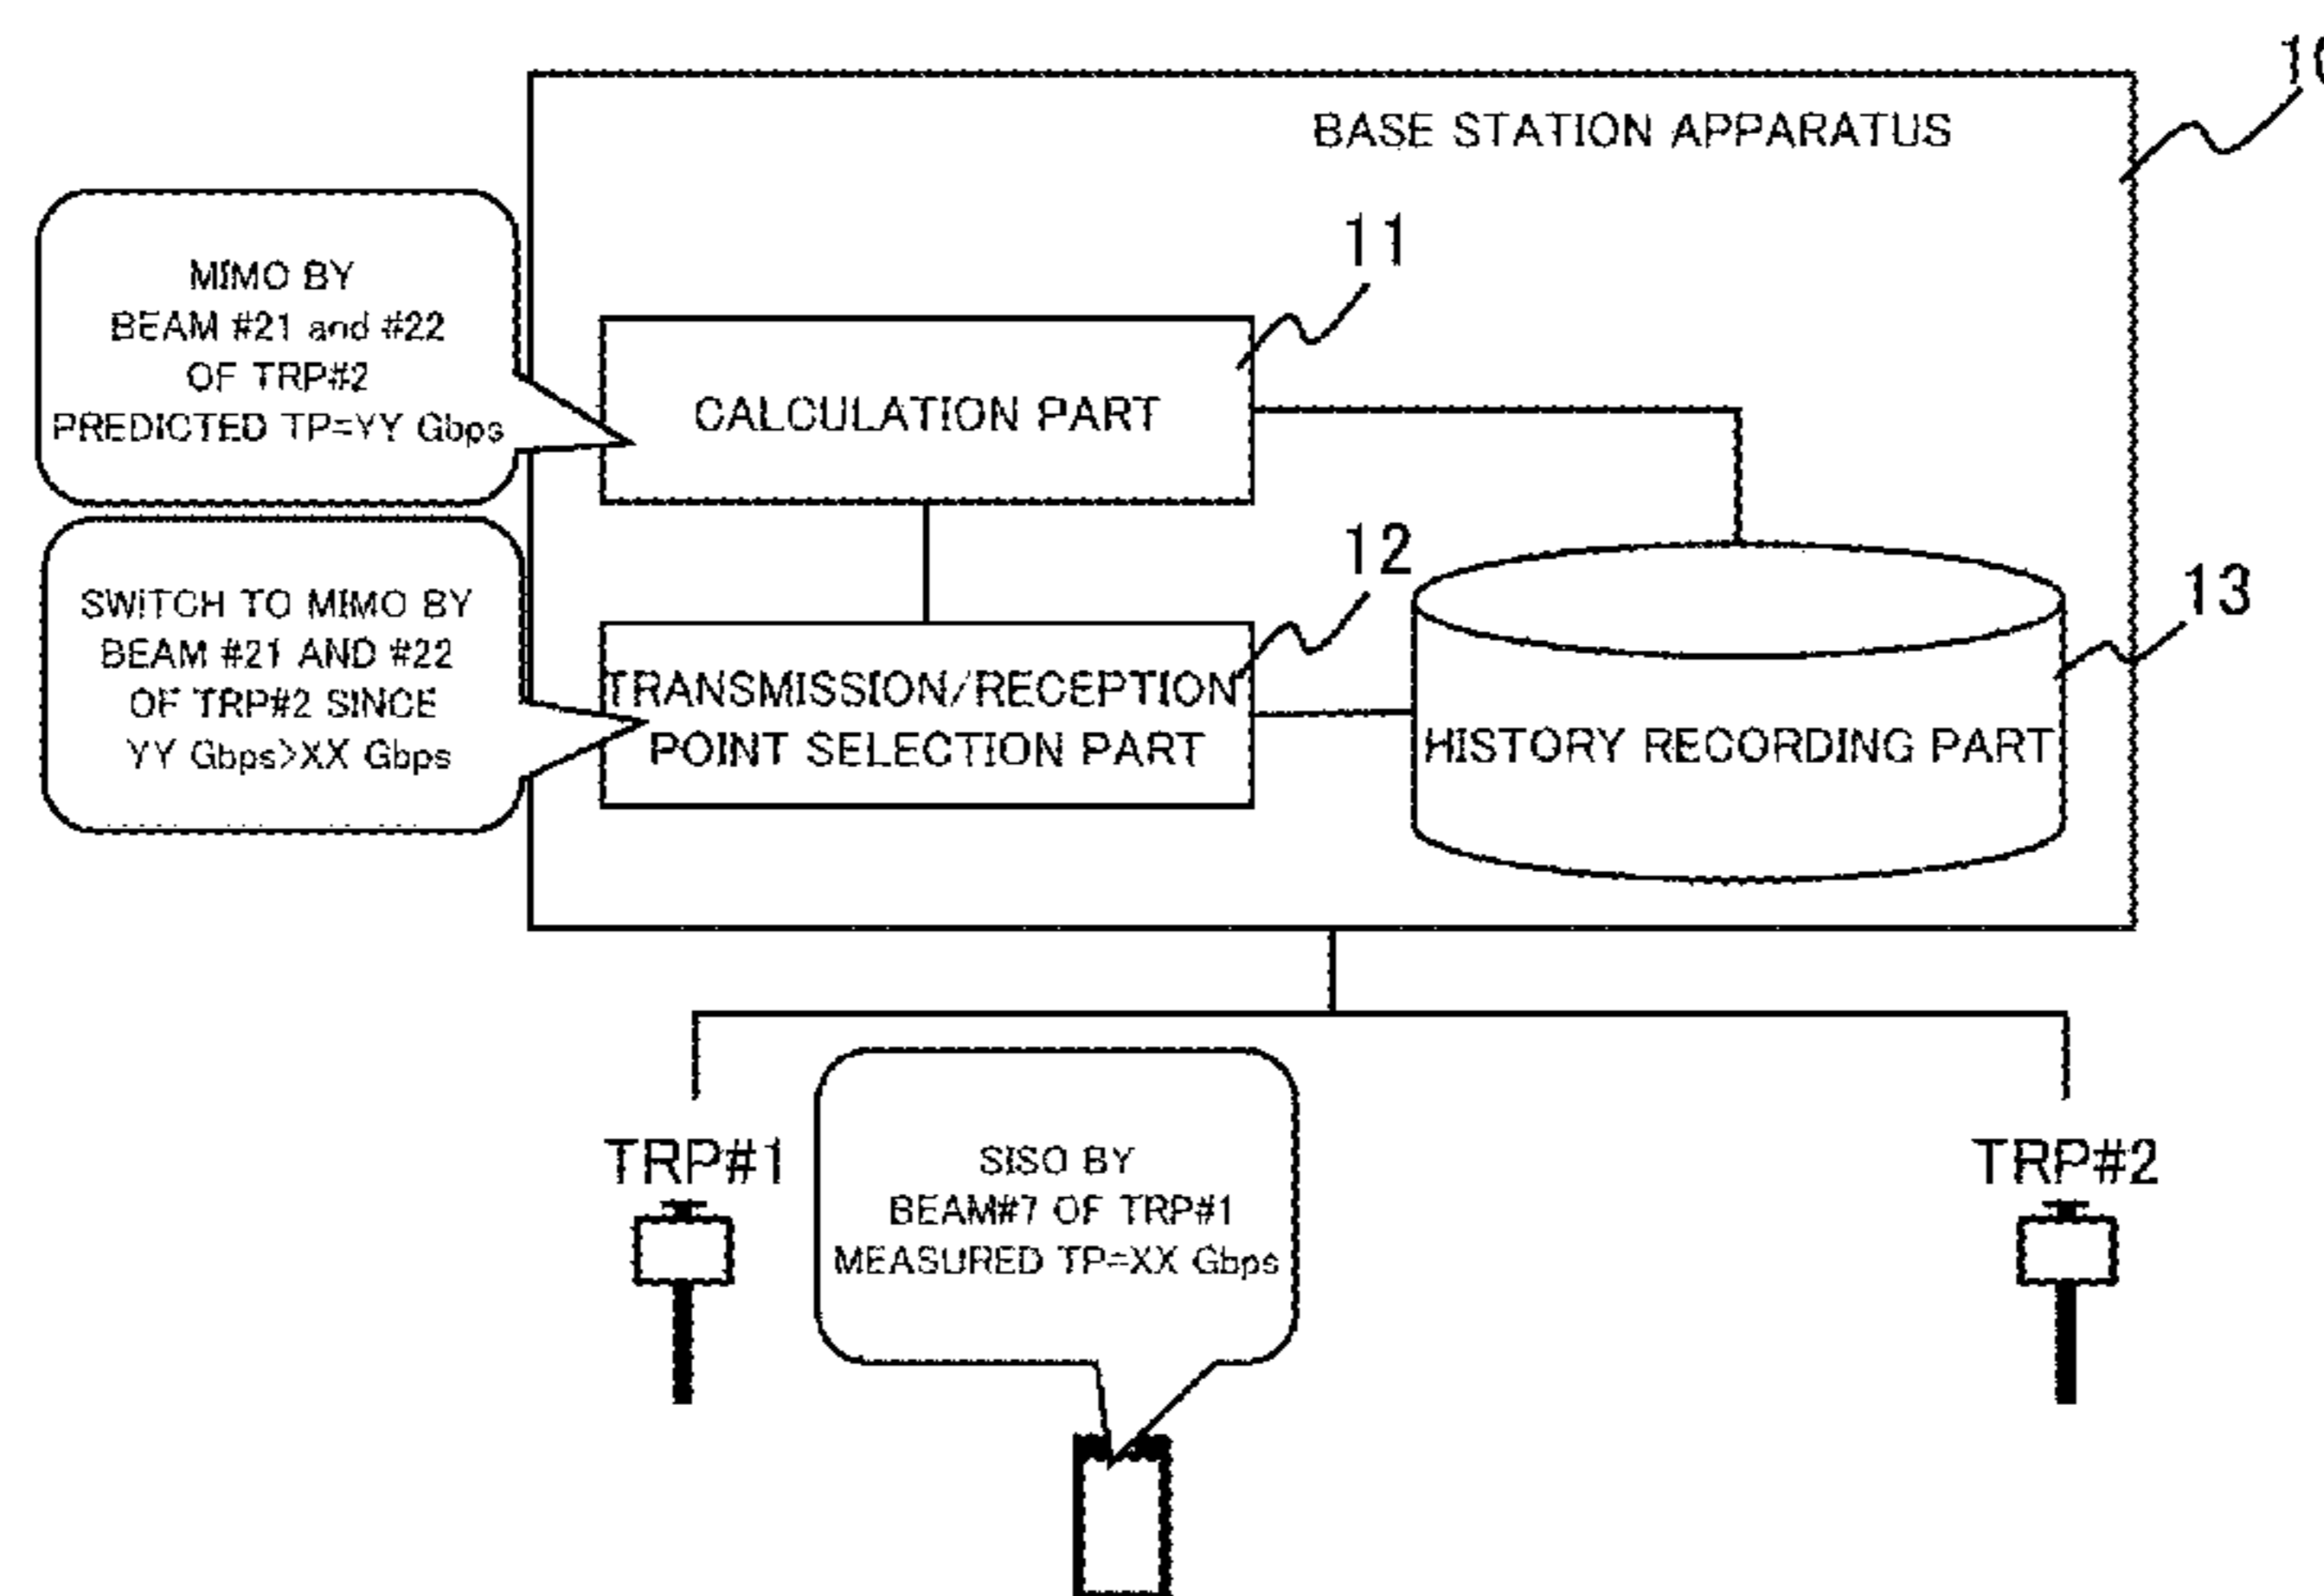 10
BASE STATION APPARATUS
11
MIMO BY
BEAM #21 and #22
OF TRP#2
PREDICTED TP=YY Gbps
CALCULATION PART
12
13
SWITCH TO MIMO BY
BEAM #21 AND #22
OF TRP#2 SINCE
YY Gbps>XX Gbps
TRANSMISSION/RECEPTION
POINT SELECTION PART
HISTORY RECORDING PART
TRP#1
SISO BY
BEAM#7 OF TRP#1
MEASURED TP=XX Gbps
TRP#2